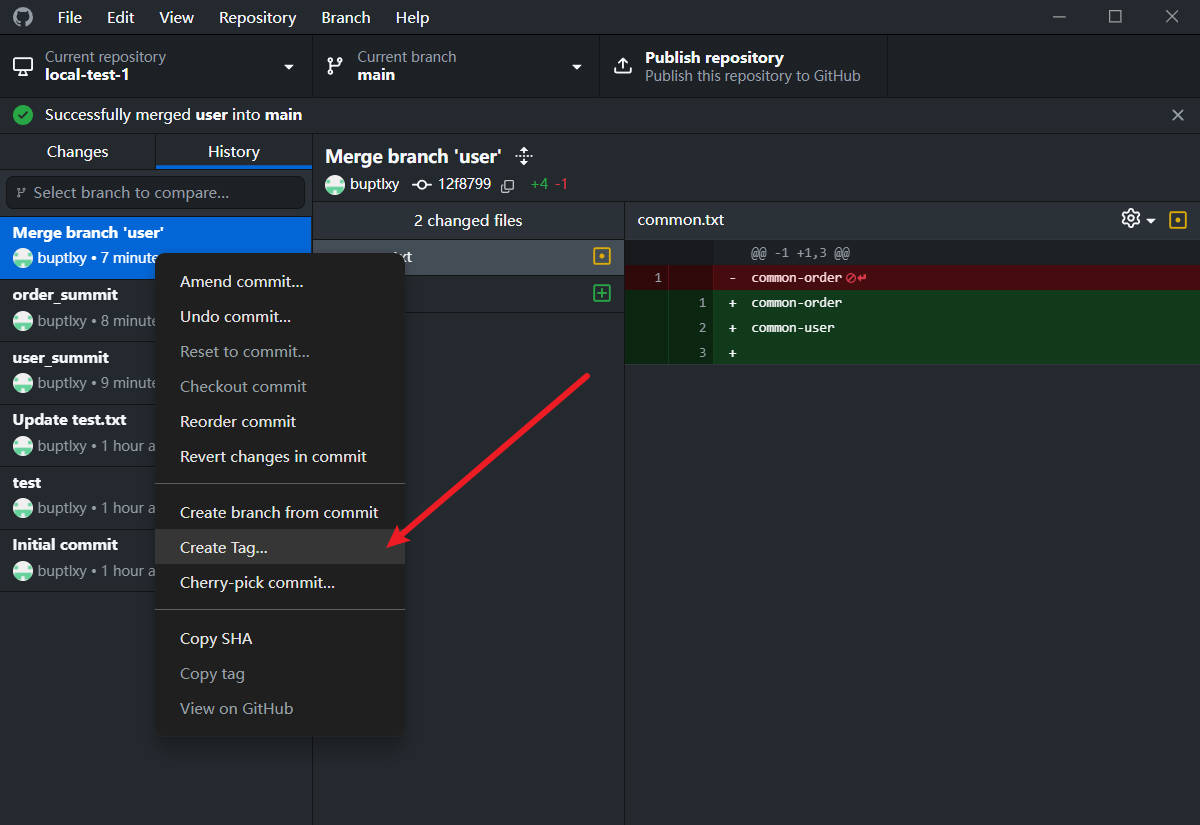 File Edit View Repository Branch Help
Current repository
local-test-1
Current branch
main
Publish repository
Publish this repository to GitHub
Successfully merged user into main
Changes
History
Select branch to compare...
Merge branch 'user'
buptlxy • 7 minute
order_summit
buptlxy • 8 minute
user_summit
buptlxy • 9 minute
Update test.txt
buptlxy • 1 hour a
test
buptlxy • 1 hour a
Initial commit
buptlxy • 1 hour a
Amend commit...
Undo commit...
Reset to commit...
Checkout commit
Reorder commit
Revert changes in commit
Create branch from commit
Create Tag...
Cherry-pick commit...
Copy SHA
Copy tag
View on GitHub
Merge branch 'user'
buptlxy 12f8799 +4 -1
2 changed files
common.txt
@@ -1 +1,3 @@
1 - common-order
1 + common-order
2 + common-user
3 +